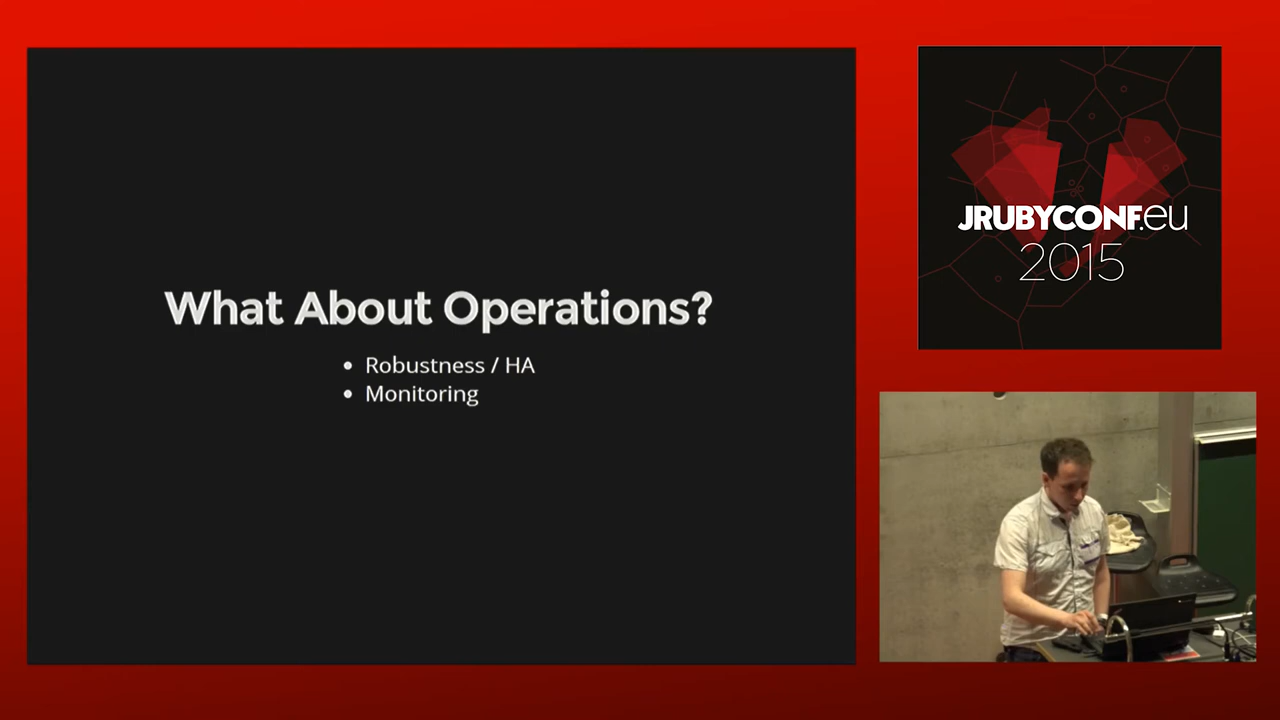 What About Operations?
Robustness / HA
Monitoring
JRUBYCONF.eu
2015